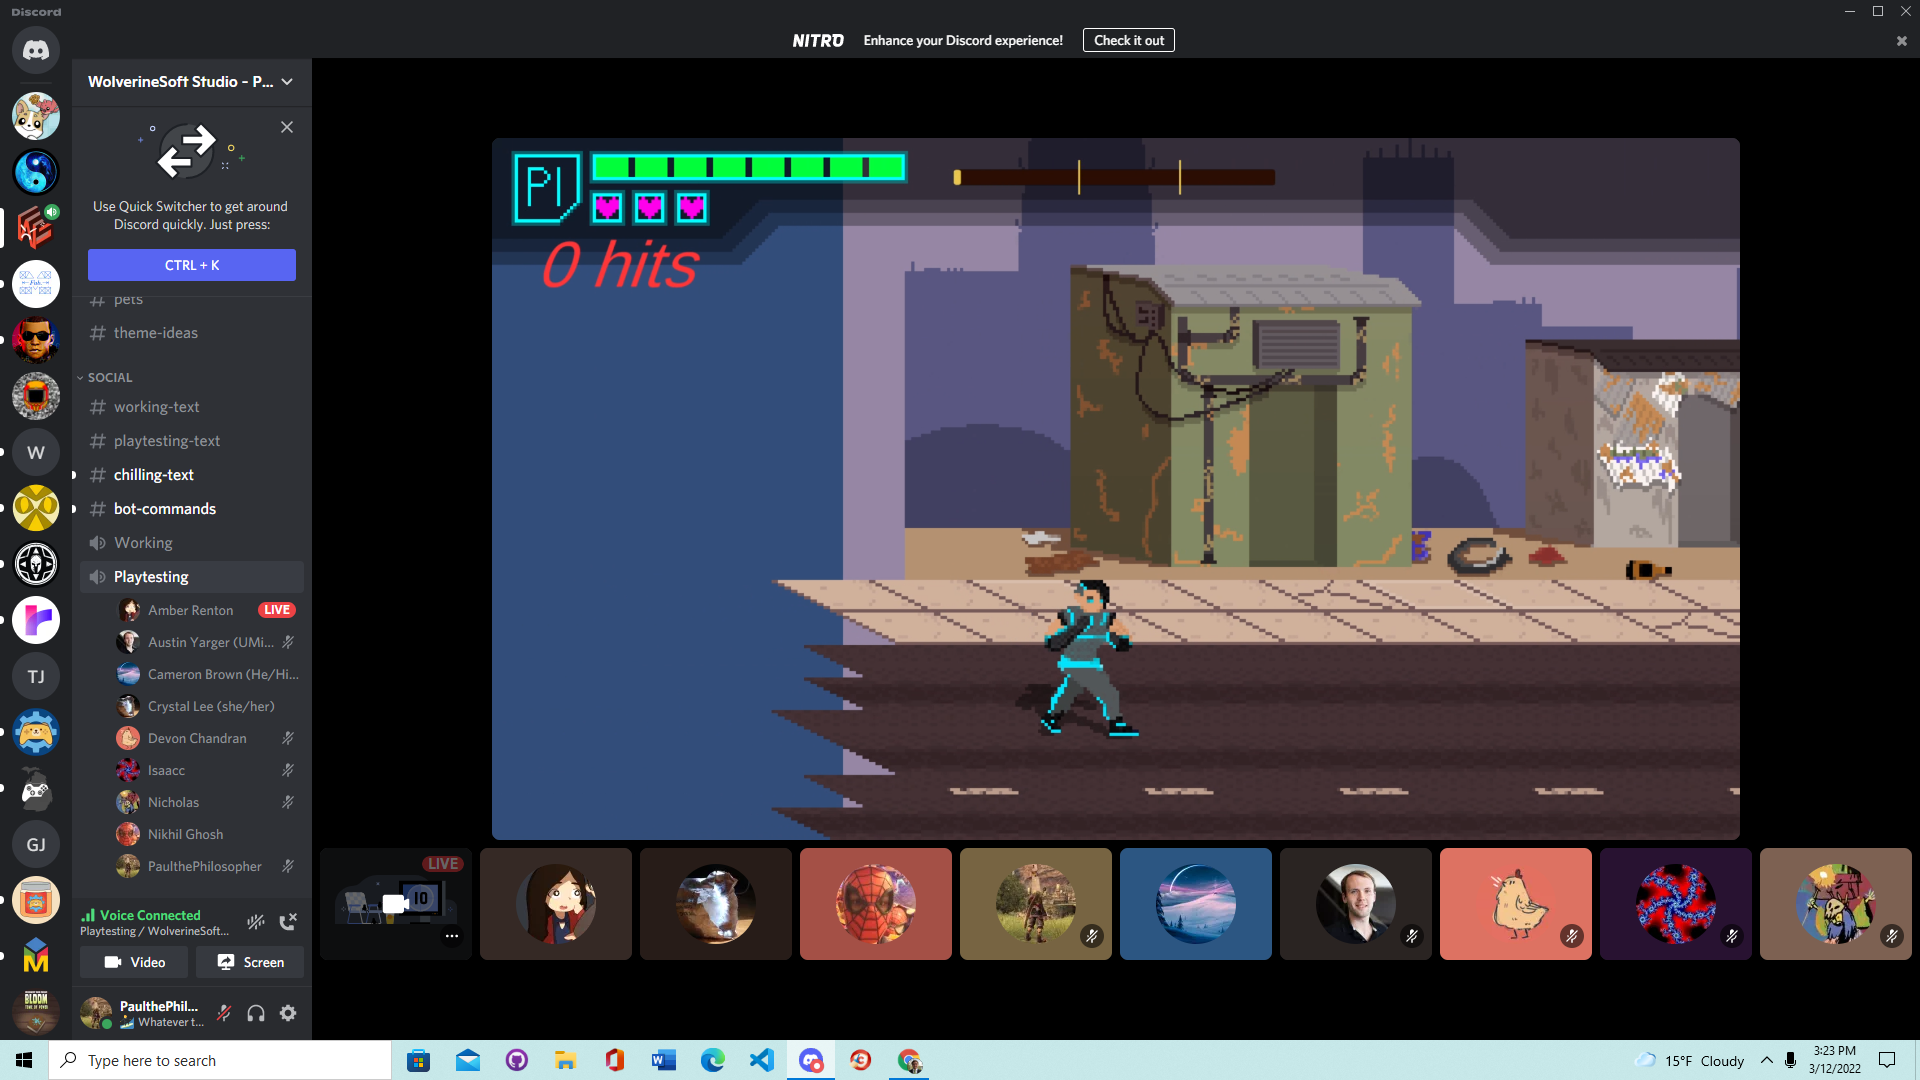 Discord
NITRO Enhance your Discord experience! Check it out
WolverineSoft Studio - P...
Use Quick Switcher to get around
Discord quickly. Just press:
CTRL + K
pets
theme-ideas
SOCIAL
working-text
playtesting-text
chilling-text
bot-commands
Working
Playtesting
Amber Renton LIVE
Austin Yarger (UMi...
Cameron Brown (He/Hi...
Crystal Lee (she/her)
Devon Chandran
Isaacc
Nicholas
Nikhil Ghosh
PaulthePhilosopher
Voice Connected
Playtesting / WolverineSoft...
Video Screen
PaulthePhil...
Whatever t...
W
TJ
GJ
M
BLOOM
P1
0 hits
LIVE
10
Type here to search
15°F Cloudy
3:23 PM
3/12/2022